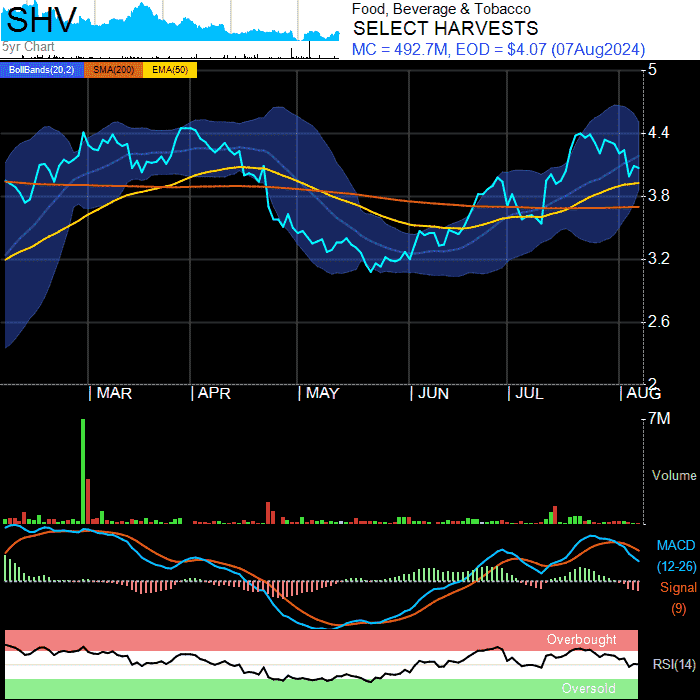 SHV
5yr Chart
Food, Beverage & Tobacco
SELECT HARVESTS
MC = 492.7M, EOD = $4.07 (07Aug2024)
BollBands(20,2) SMA(200) EMA(50)
5
4.4
3.8
3.2
2.6
2
MAR APR MAY JUN JUL AUG
7M
Volume
MACD
(12-26)
Signal
(9)
Overbought
RSI(14)
Oversold